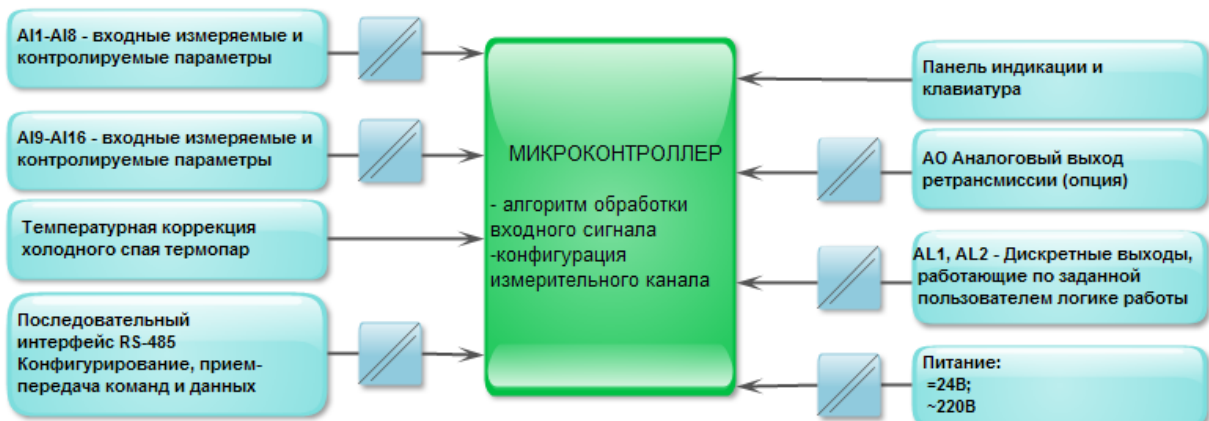 AI1-AI8 - входные измеряемые и
контролируемые параметры
AI9-AI16 - входные измеряемые и
контролируемые параметры
Температурная коррекция
холодного спая термопар
Последовательный
интерфейс RS-485
Конфигурирование, прием-
передача команд и данных
МИКРОКОНТРОЛЛЕР
- алгоритм обработки
входного сигнала
-конфигурация
измерительного канала
Панель индикации и
клавиатура
АО Аналоговый выход
ретрансмиссии (опция)
AL1, AL2 - Дискретные выходы,
работающие по заданной
пользователем логике работы
Питание:
=24В;
~220В